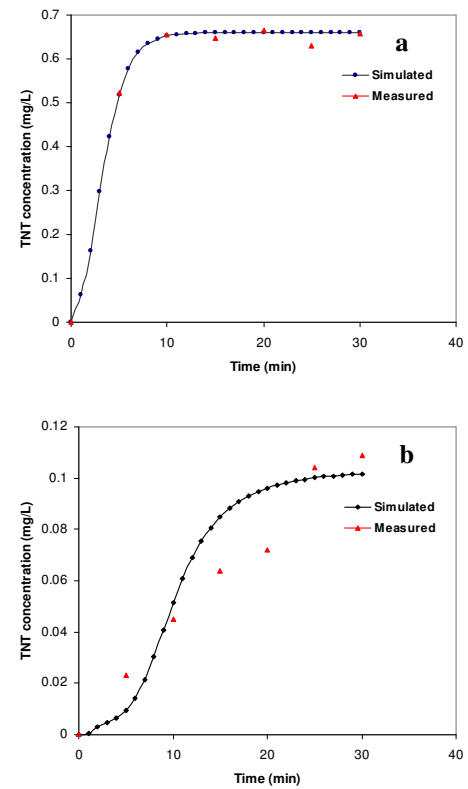 0.7
a
0.6
Simulated
Measured
0.5
0.4
0.3
0.2
0.1
0
0 10 20 30 40
TNT concentration (mg/L)
Time (min)
0.12
b
0.1
Simulated
Measured
0.08
0.06
0.04
0.02
0
0 10 20 30 40
TNT concentration (mg/L)
Time (min)